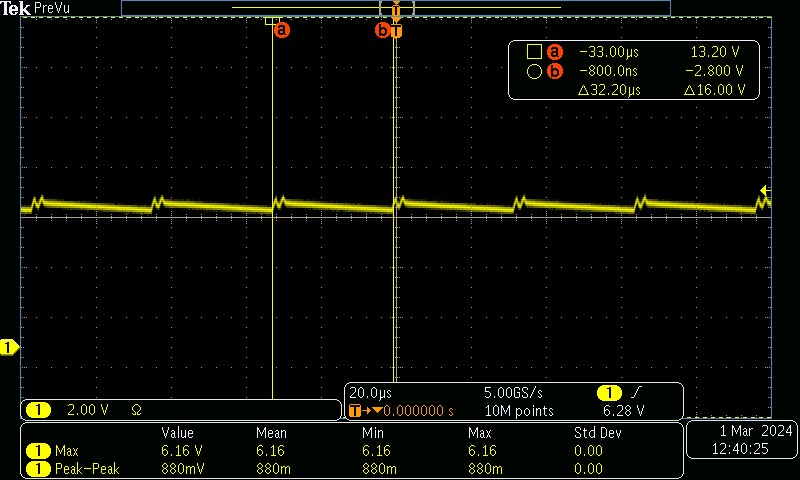 Tek PreVu
T
a b T
a −33.00µs 13.20 V
b −800.0ns −2.800 V
△32.20µs △16.00 V
1
1 2.00 V Ω
20.0µs 5.00GS/s 1
T→▼0.000000 s 10M points 6.28 V
Value Mean Min Max Std Dev
1 Max 6.16 V 6.16 6.16 6.16 0.00
1 Peak-Peak 880mV 880m 880m 880m 0.00
1 Mar 2024
12:40:25